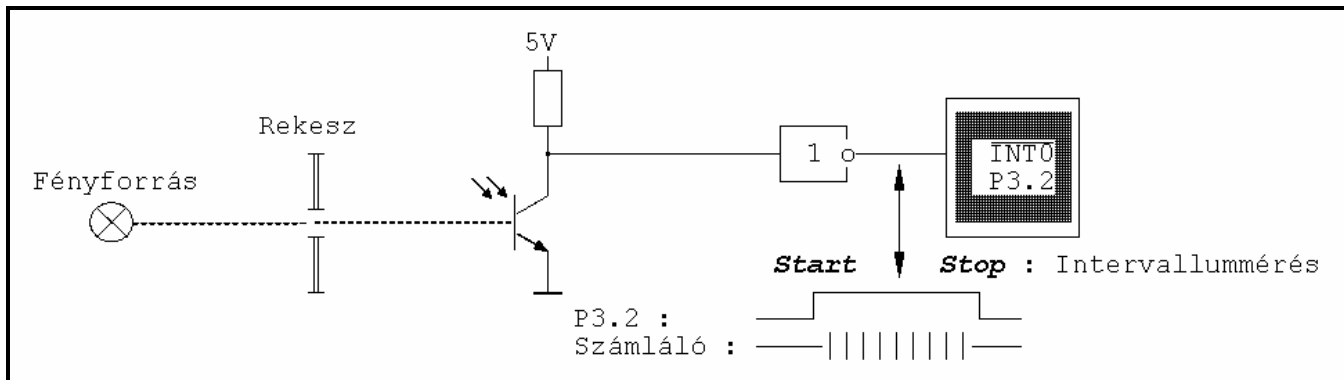 5V
Rekesz
Fényforrás
1
INT0
P3.2
Start Stop : Intervallummérés
P3.2 :
Számláló :